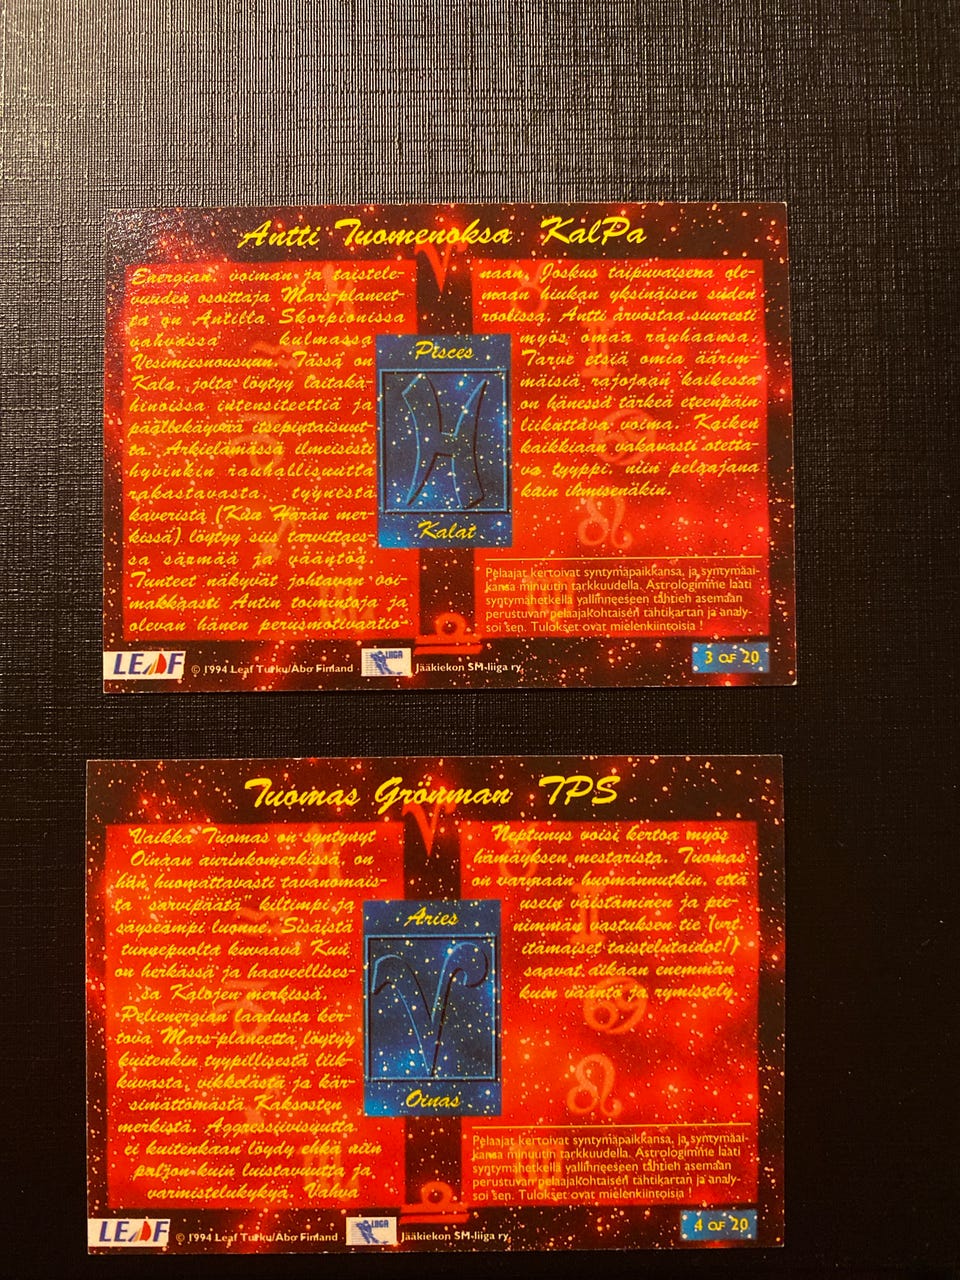 Antti Tuomenoksa KalPa
Energian, voiman ja taistele-
vuuden osoittaja Mars-planeet-
ta on Antilla Skorpionissa
vahvassa kulmassa
Vesimiesnousuun. Tässä on
Kala, jolta löytyy laitakä-
hinoissa intensiteettiä ja
päällekäyvää itsepintaisuut-
ta. Arkielämässä ilmeisesti
hyvinkin rauhallisuutta
rakastavasta, tyynestä
kaverista (Kuu Härän mer-
kissä) löytyy siis tarvittaes-
sa särmää ja vääntöä.
Tunteet näkyvät johtavan voi-
makkaasti Antin toimintoja ja
olevan hänen perusmotivaatio-
naan. Joskus taipuvaisena ole-
maan hiukan yksinäisen suden
roolissa, Antti arvostaa suuresti
myös omaa rauhaansa.
Tarve etsiä omia äärim-
mäisiä rajojaan kaikessa
on hänessä tärkeä eteenpäin
liikuttava voima. Kaiken
kaikkiaan vakavasti otetta-
va tyyppi, niin pelaajana
kuin ihmisenäkin.
Pisces
Kalat
Pelaajat kertoivat syntymäpaikkansa, ja syntymäai-
kansa minuutin tarkkuudella. Astrologimme laati
syntymähetkellä vallinneeseen tähtien asemaan
perustuvan pelaajakohtaisen tähtikartan ja analy-
soi sen. Tulokset ovat mielenkiintoisia !
LEAF © 1994 Leaf Turku/Åbo Finland LIIGA Jääkiekon SM-liiga ry 3 OF 20
Tuomas Grönman TPS
Vaikka Tuomas on syntynyt
Oinaan aurinkomerkissä, on
hän huomattavasti tavanomais-
ta "sarvipäätä" kiltimpi ja
säyseämpi luonne. Sisäistä
tunnepuolta kuvaava Kuu
on herkässä ja haaveellises-
sa Kalojen merkissä.
Pelienergian laadusta ker-
tova Mars-planeetta löytyy
kuitenkin tyypillisestä liik-
kuvasta, vikkelästä ja kär-
simättömästä Kaksosten
merkistä. Aggressiivisuutta
ei kuitenkaan löydy ehkä niin
paljon kuin luistavuutta ja
varmistelukykyä. Vahva
Neptunys voisi kertoa myös
hämäyksen mestarista. Tuomas
on varmaan huomannutkin, että
usein väistäminen ja pie-
nimmän vastuksen tie (vrt.
itämaiset taistelutaidot!)
saavat aikaan enemmän
kuin vääntö ja rymistely
Aries
Oinas
Pelaajat kertoivat syntymäpaikkansa, ja syntymäai-
kansa minuutin tarkkuudella. Astrologimme laati
syntymähetkellä vallinneeseen tähtien asemaan
perustuvan pelaajakohtaisen tähtikartan ja analy-
soi sen. Tulokset ovat mielenkiintoisia !
LEAF © 1994 Leaf Turku/Åbo Finland LIIGA Jääkiekon SM-liiga ry 4 OF 20